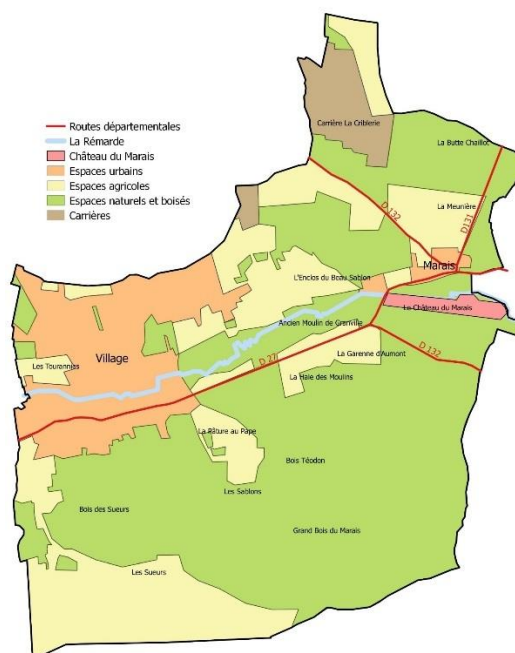 Routes départementales
La Rémarde
Château du Marais
Espaces urbains
Espaces agricoles
Espaces naturels et boisés
Carrières
Carrière La Criblerie
La Butte Chaillot
D 132
La Meunière
D131
Marais
L'Enclos du Beau Sablon
Le Château du Marais
Ancien Moulin de Granville
Village
La Garenne d'Aumont
D 27
D 132
Les Tourannies
La Haie des Moulins
La Pâture au Pape
Bois Téodon
Les Sablons
Bois des Sueurs
Grand Bois du Marais
Les Sueurs